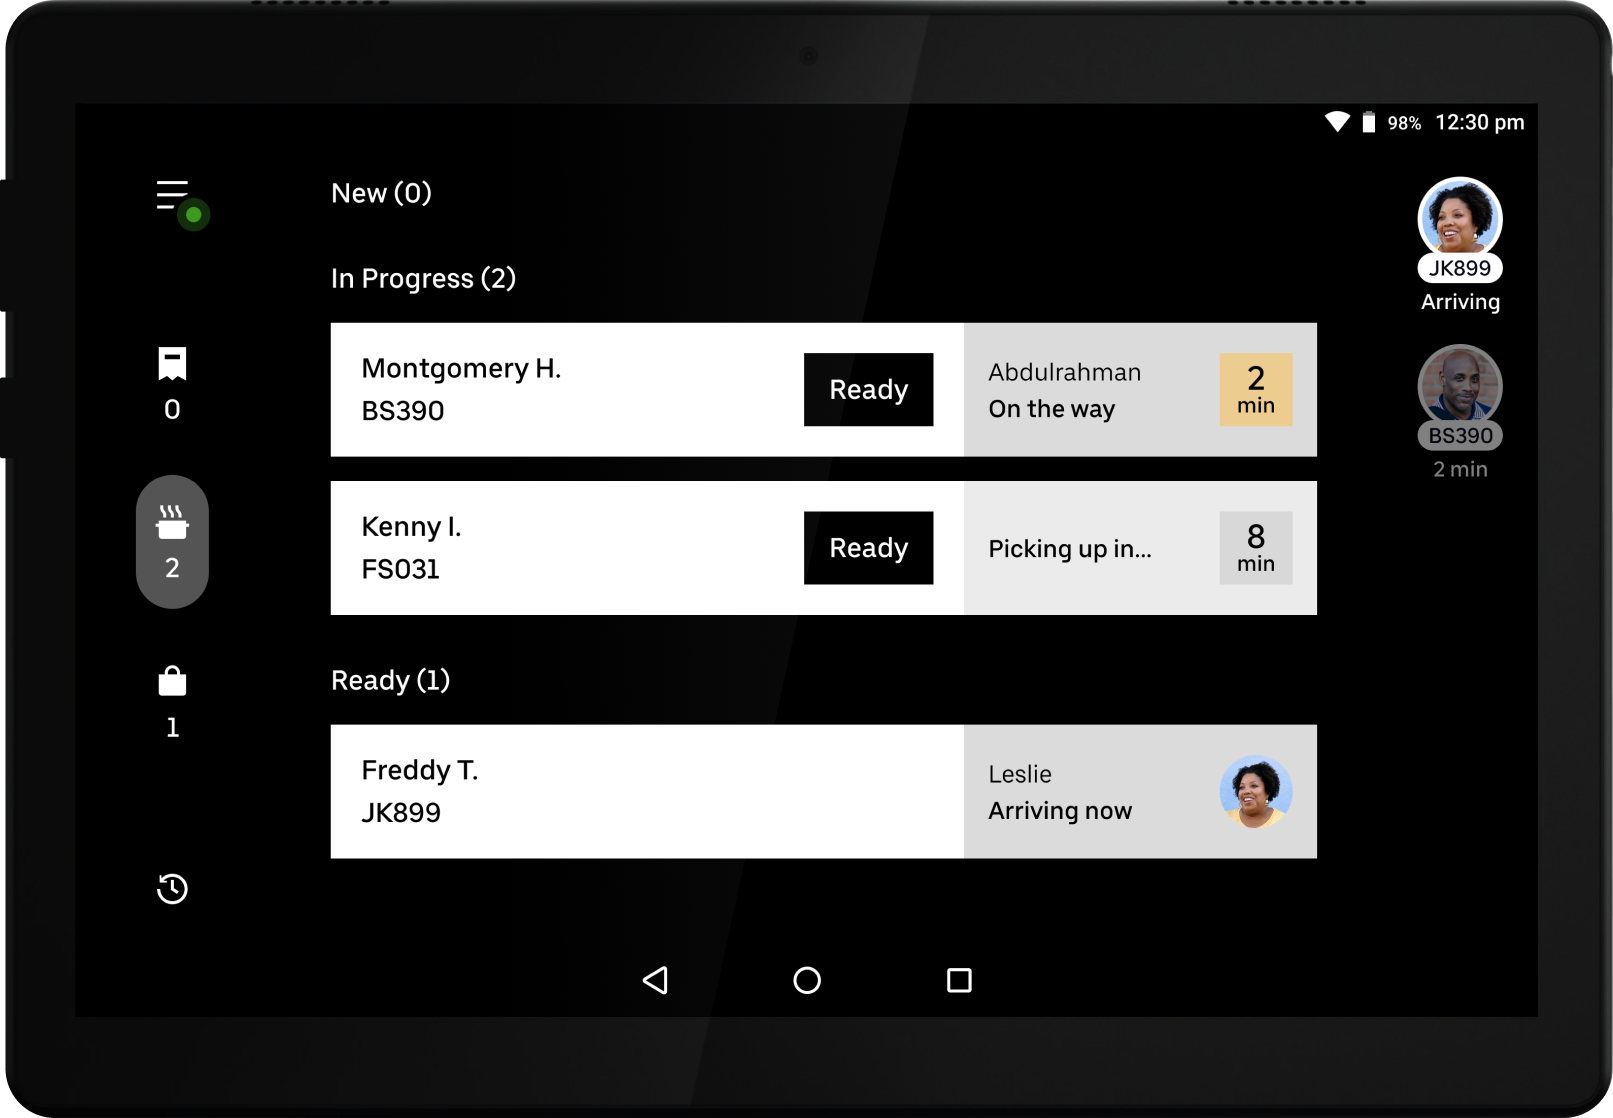 98% 12:30 pm
New (0)
In Progress (2)
Montgomery H.
BS390
Ready
Abdulrahman
On the way
2
min
Kenny I.
FS031
Ready
Picking up in...
8
min
Ready (1)
Freddy T.
JK899
Leslie
Arriving now
0
2
1
JK899
Arriving
BS390
2 min